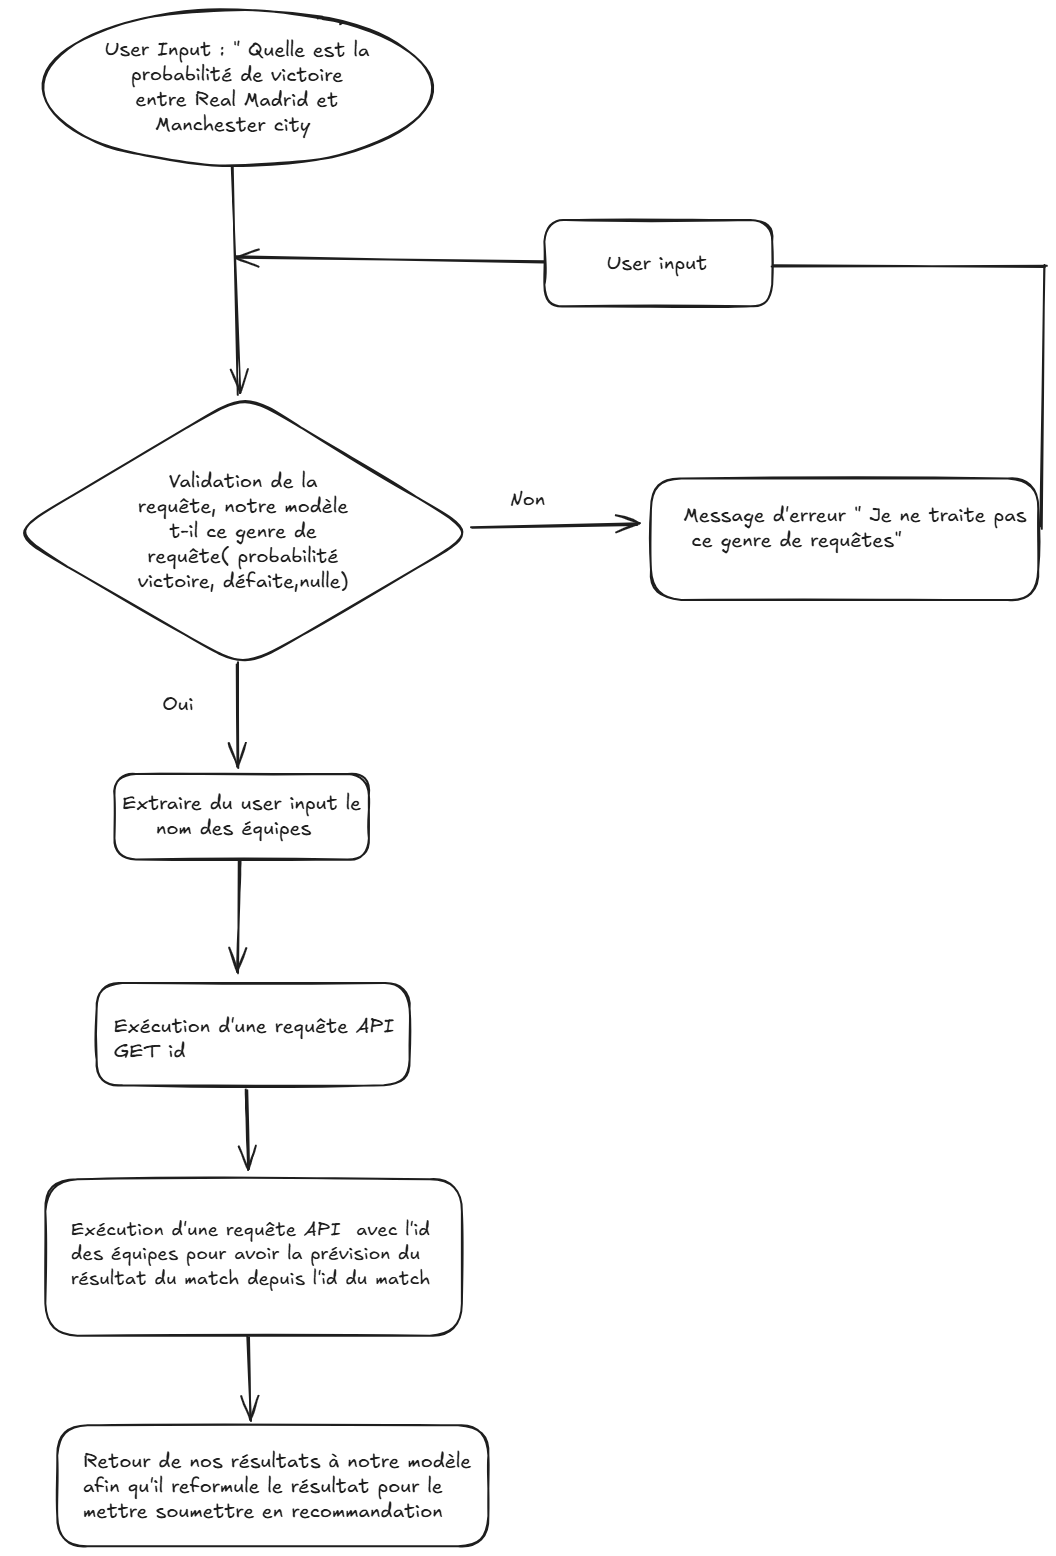 User Input : " Quelle est la
probabilité de victoire
entre Real Madrid et
Manchester city
User input
Validation de la
requête, notre modèle
t-il ce genre de
requête( probabilité
victoire, défaite,nulle)
Non
Message d'erreur " Je ne traite pas
ce genre de requêtes"
Oui
Extraire du user input le
nom des équipes
Exécution d'une requête API
GET id
Exécution d'une requête API avec l'id
des équipes pour avoir la prévision du
résultat du match depuis l'id du match
Retour de nos résultats à notre modèle
afin qu'il reformule le résultat pour le
mettre soumettre en recommandation